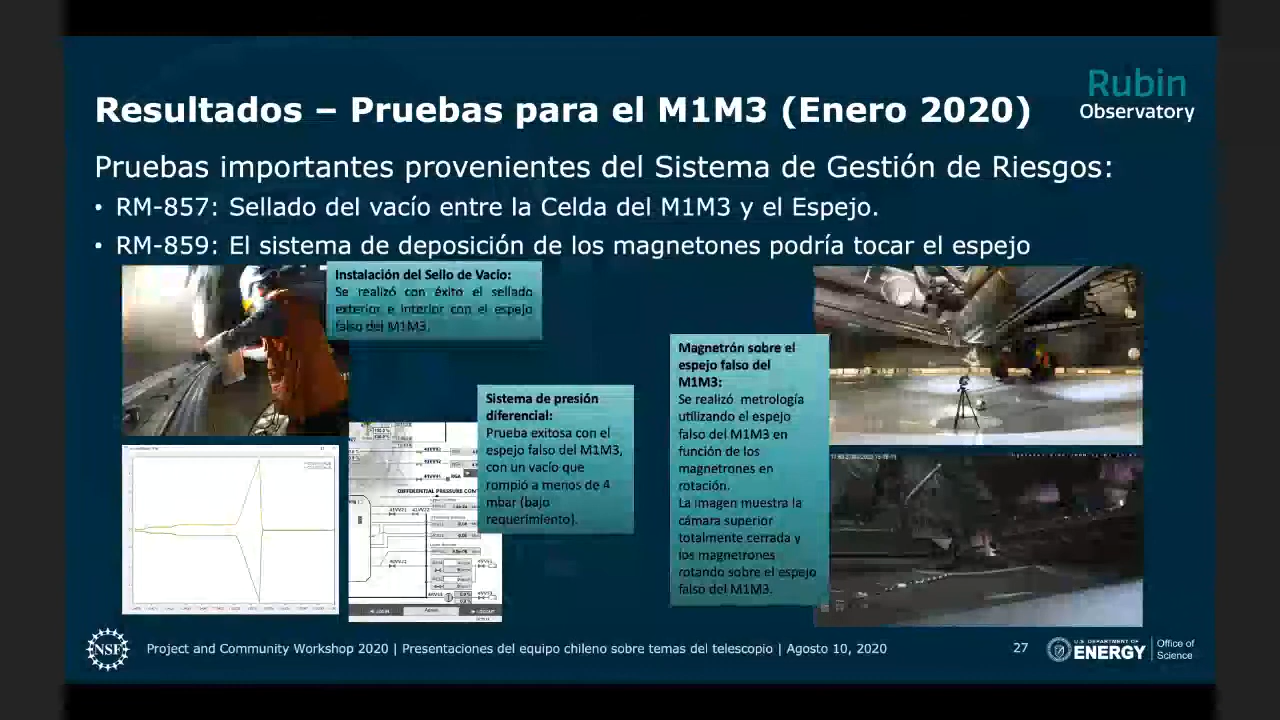 Rubin
Observatory
Resultados – Pruebas para el M1M3 (Enero 2020)
Pruebas importantes provenientes del Sistema de Gestión de Riesgos:
• RM-857: Sellado del vacío entre la Celda del M1M3 y el Espejo.
• RM-859: El sistema de deposición de los magnetones podría tocar el espejo
Instalación del Sello de Vacío:
Se realizó con éxito el sellado
exterior e interior con el espejo
falso del M1M3.
Sistema de presión
diferencial:
Prueba exitosa con el
espejo falso del M1M3,
con un vacío que
rompió a menos de 4
mbar (bajo
requerimiento).
DIFFERENTIAL PRESSURE CONT
Magnetrón sobre el
espejo falso del
M1M3:
Se realizó metrología
utilizando el espejo
falso del M1M3 en
función de los
magnetrones en
rotación.
La imagen muestra la
cámara superior
totalmente cerrada y
los magnetrones
rotando sobre el espejo
falso del M1M3.
NSF
Project and Community Workshop 2020 | Presentaciones del equipo chileno sobre temas del telescopio | Agosto 10, 2020
27
U.S. DEPARTMENT OF
ENERGY
Office of
Science